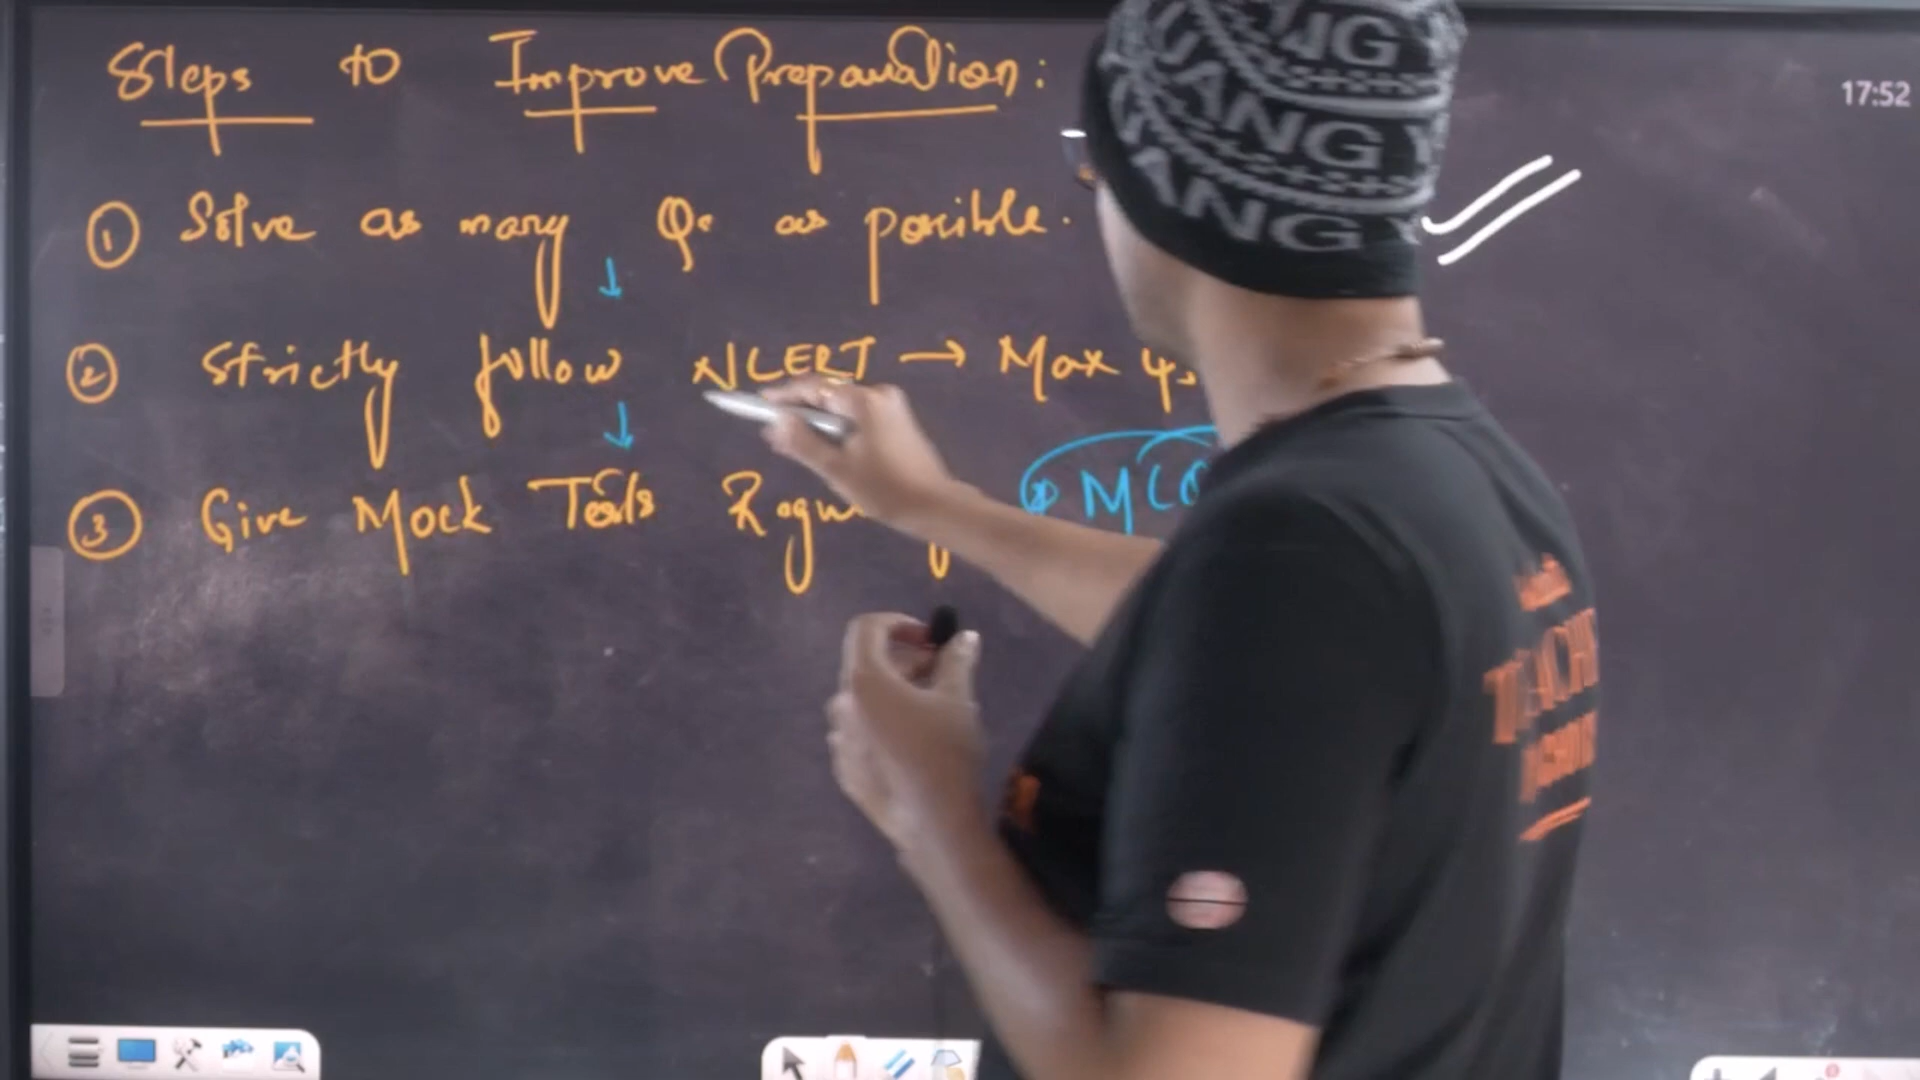 Steps to Improve Preparation:
17:52
① Solve as many Qs as possible.
② Strictly follow NCERT → Max
③ Give Mock Tests
MC
ANG